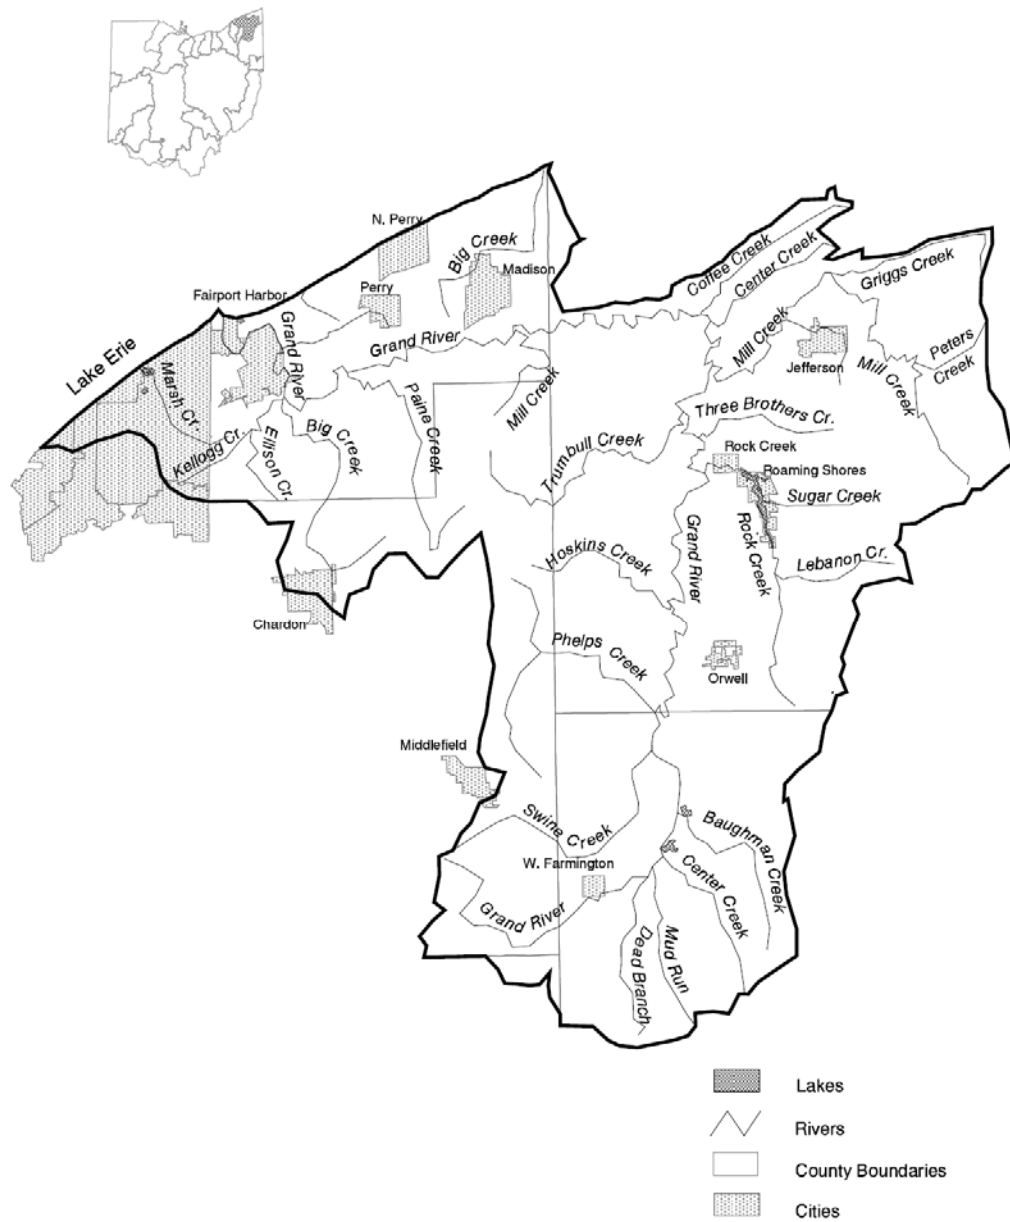 N. Perry
Big Creek
Madison
Coffee Creek
Center Creek
Griggs Creek
Fairport Harbor
Perry
Grand River
Grand River
Mill Creek
Jefferson
Mill Creek
Peters
Creek
Lake Erie
Marsh Cr.
Kellogg Cr.
Ellison Cr.
Big Creek
Paine Creek
Mill Creek
Three Brothers Cr.
Trumbull Creek
Rock Creek
Roaming Shores
Sugar Creek
Rock Creek
Lebanon Cr.
Grand River
Hoskins Creek
Chardon
Phelps Creek
Orwell
Middlefield
Swine Creek
Baughman Creek
W. Farmington
Center Creek
Grand River
Dead Branch
Mud Run
Lakes
Rivers
County Boundaries
Cities